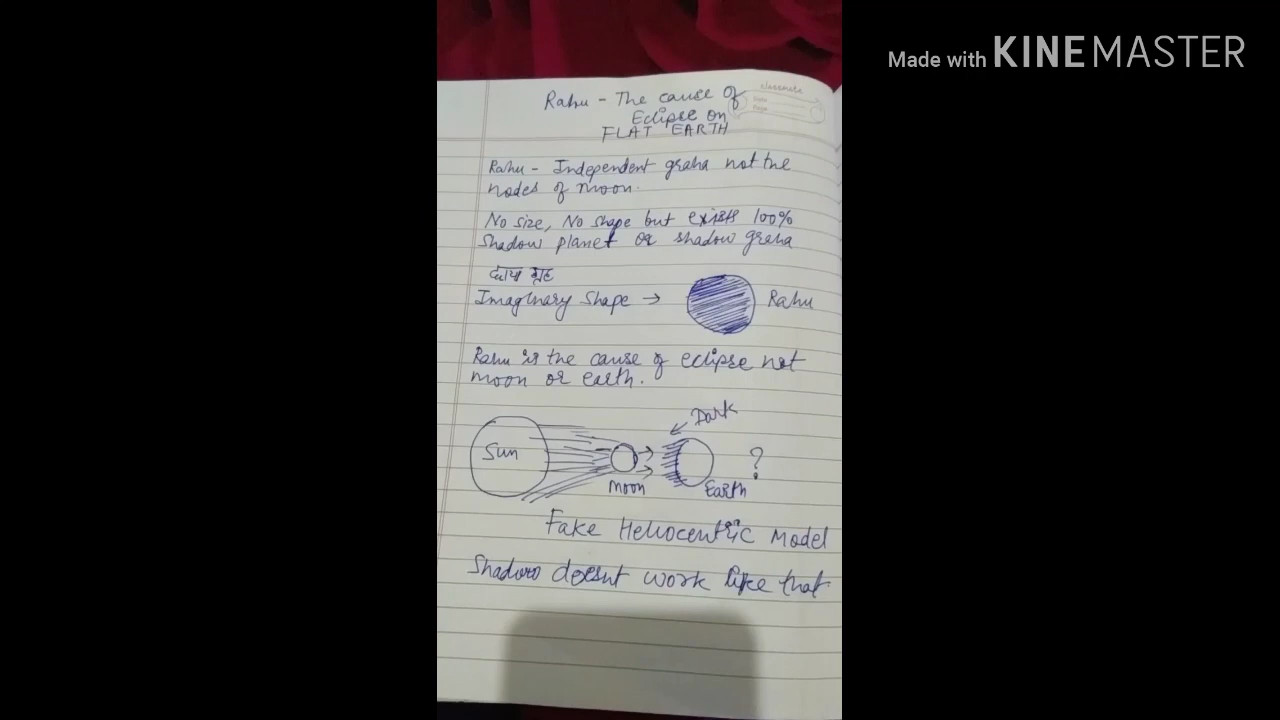 Made with KINEMASTER
classmate
Date
Page
Rahu - The cause of
Eclipse on
FLAT EARTH
Rahu - Independent graha not the
nodes of moon.
No size, No shape but exists 100%
Shadow planet or shadow graha
छाया ग्रह
Imaginary Shape → Rahu
Rahu is the cause of eclipse not
moon or earth.
Dark
Sun
?
moon
Earth
Fake Heliocentric Model
Shadow doesnt work like that